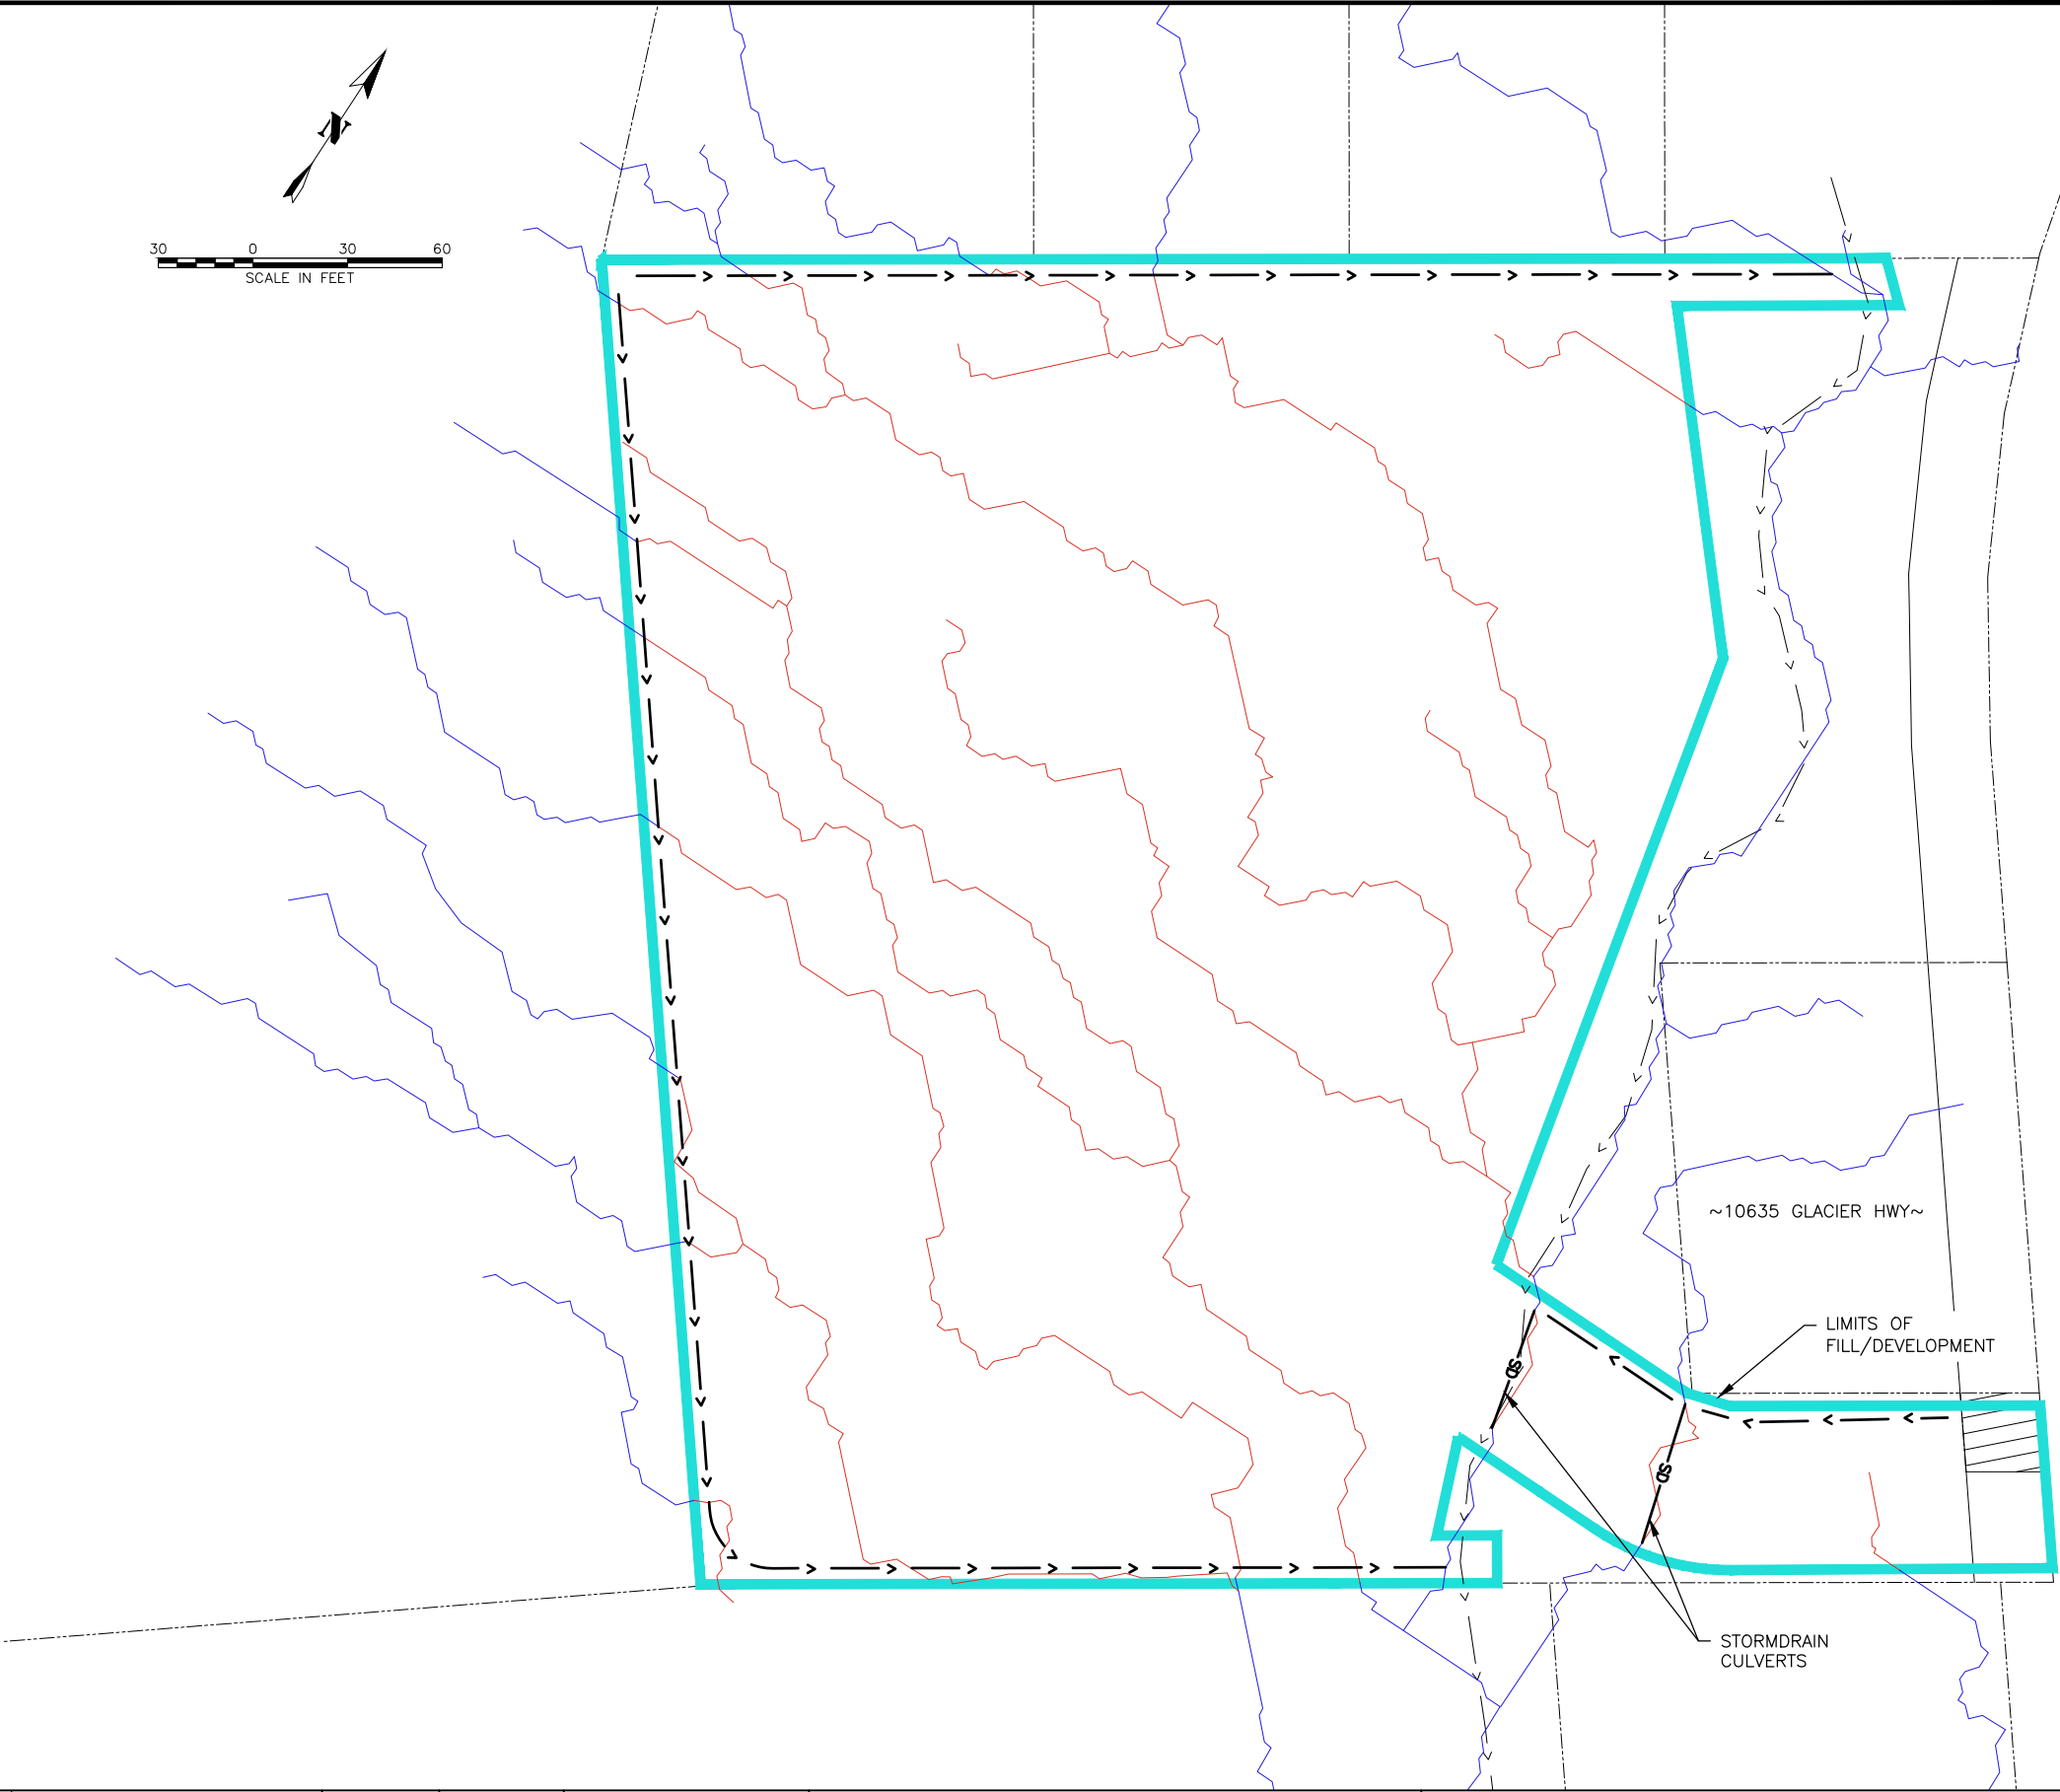 N
30 0 30 60
SCALE IN FEET
~10635 GLACIER HWY~
LIMITS OF
FILL/DEVELOPMENT
SD
SD
STORMDRAIN
CULVERTS